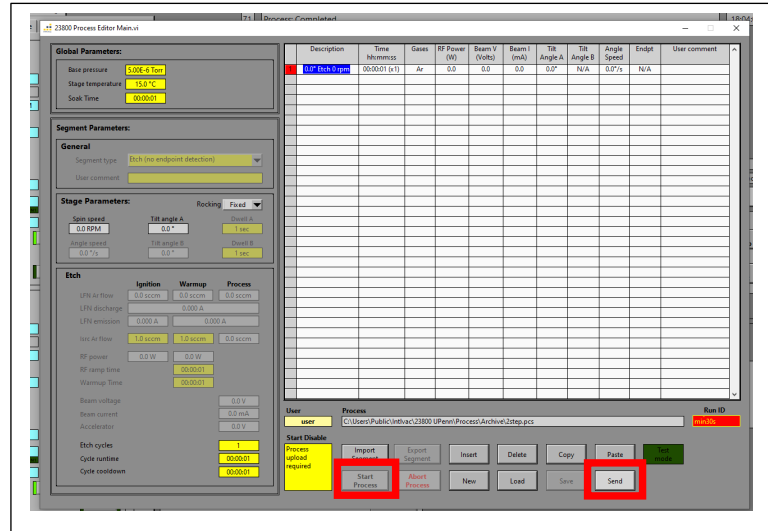 71 Process: Completed 18:04:
23800 Process Editor Main.vi
Global Parameters:
Base pressure 5.00E-6 Torr
Stage temperature 15.0 °C
Soak Time 00:00:01
Segment Parameters:
General
Segment type Etch (no endpoint detection)
User comment
Stage Parameters: Rocking Fixed
Spin speed Tilt angle A Dwell A
0.0 RPM 0.0 ° 1 sec
Angle speed Tilt angle B Dwell B
0.0 °/s 0.0 ° 1 sec
Etch
Ignition Warmup Process
LFN Ar flow 0.0 sccm 0.0 sccm 0.0 sccm
LFN discharge 0.000 A
LFN emission 0.000 A 0.000 A
Ion Ar flow 1.0 sccm 1.0 sccm 0.0 sccm
RF power 0.0 W 0.0 W
RF ramp time 00:00:01
Warmup Time 00:00:01
Beam voltage 0.0 V
Beam current 0.0 mA
Accelerator 0.0 V
Etch cycles 1
Cycle runtime 00:00:01
Cycle cooldown 00:00:01
Description Time Gases RF Power Beam V Beam I Tilt Tilt Angle Endpt User comment
hh:mm:ss (W) (Volts) (mA) Angle A Angle B Speed
1 0.0° Etch 0 rpm 00:00:01 (x1) Ar 0.0 0.0 0.0 0.0° N/A 0.0°/s N/A
User Process Run ID
user C:\Users\Public\Intlvac\23800 UPenn\Process\Archive\2step.pcs min30s
Start Disable
Process upload required
Import Segment Export Segment Insert Delete Copy Paste Test mode
Start Process Abort Process New Load Save Send